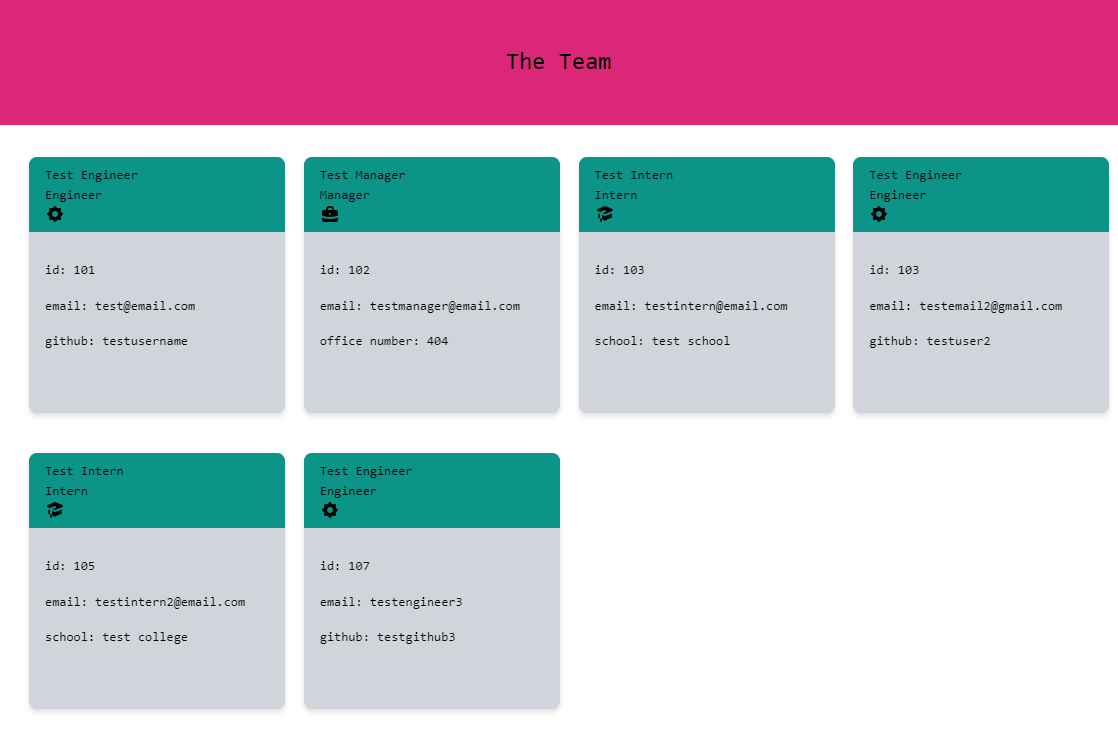 The Team
Test Engineer
Engineer
id: 101
email: test@email.com
github: testusername
Test Manager
Manager
id: 102
email: testmanager@email.com
office number: 404
Test Intern
Intern
id: 103
email: testintern@email.com
school: test school
Test Engineer
Engineer
id: 103
email: testemail2@gmail.com
github: testuser2
Test Intern
Intern
id: 105
email: testintern2@email.com
school: test college
Test Engineer
Engineer
id: 107
email: testengineer3
github: testgithub3